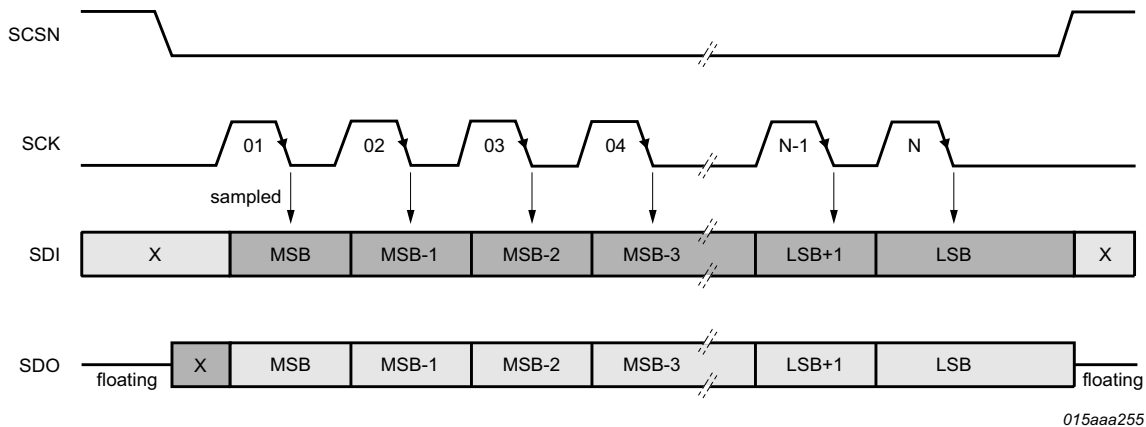 SCSN
SCK
01 02 03 04 N-1 N
sampled
SDI
X MSB MSB-1 MSB-2 MSB-3 LSB+1 LSB X
SDO
X MSB MSB-1 MSB-2 MSB-3 LSB+1 LSB
floating floating
015aaa255